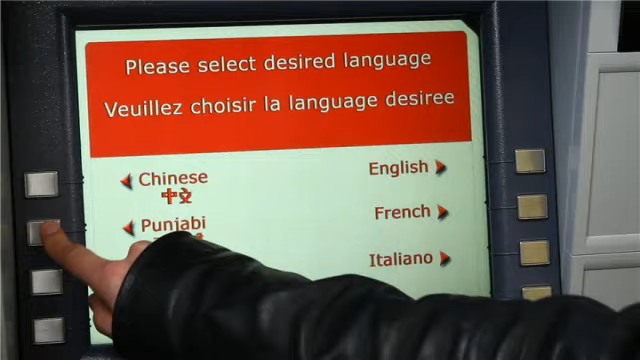 Please select desired language
Veuillez choisir la language desiree
Chinese
中文
Punjabi
English
French
Italiano